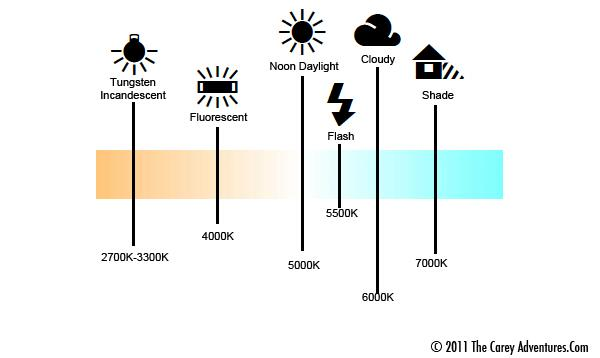 Tungsten
Incandescent
Fluorescent
Noon Daylight
Flash
Cloudy
Shade
2700K-3300K
4000K
5000K
5500K
6000K
7000K
© 2011 The Carey Adventures.Com